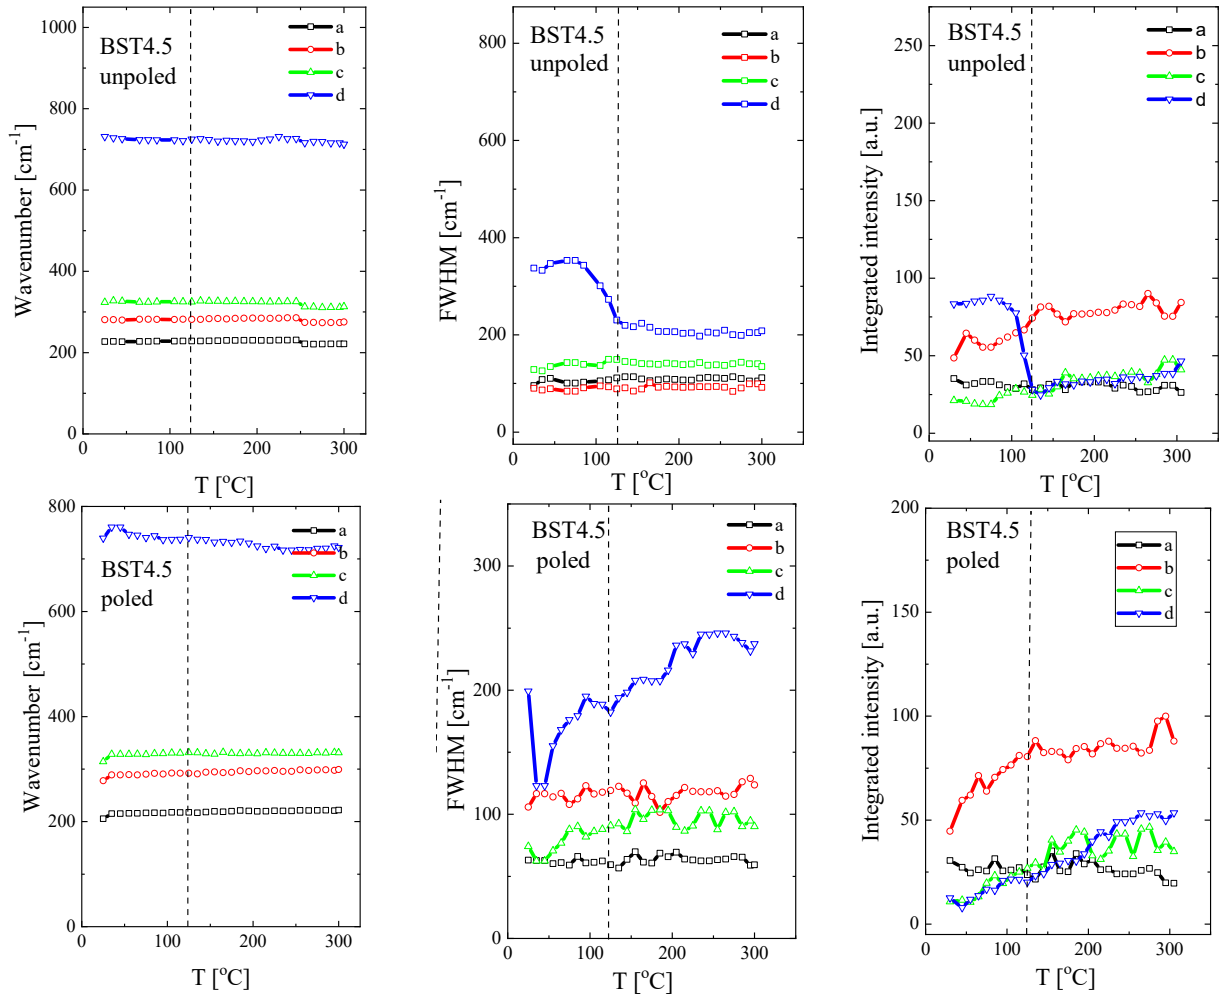 BST4.5
unpoled
a
b
c
d
1000
800
600
400
200
0
0
100
200
300
Wavenumber [cm⁻¹]
T [°C]
BST4.5
unpoled
a
b
c
d
800
600
400
200
0
0
100
200
300
FWHM [cm⁻¹]
T [°C]
BST4.5
unpoled
a
b
c
d
250
200
150
100
50
0
0
100
200
300
Integrated intensity [a.u.]
T [°C]
BST4.5
poled
a
b
c
d
800
600
400
200
0
0
100
200
300
Wavenumber [cm⁻¹]
T [°C]
BST4.5
poled
a
b
c
d
300
200
100
0
0
100
200
300
FWHM [cm⁻¹]
T [°C]
BST4.5
poled
a
b
c
d
200
150
100
50
0
0
100
200
300
Integrated intensity [a.u.]
T [°C]